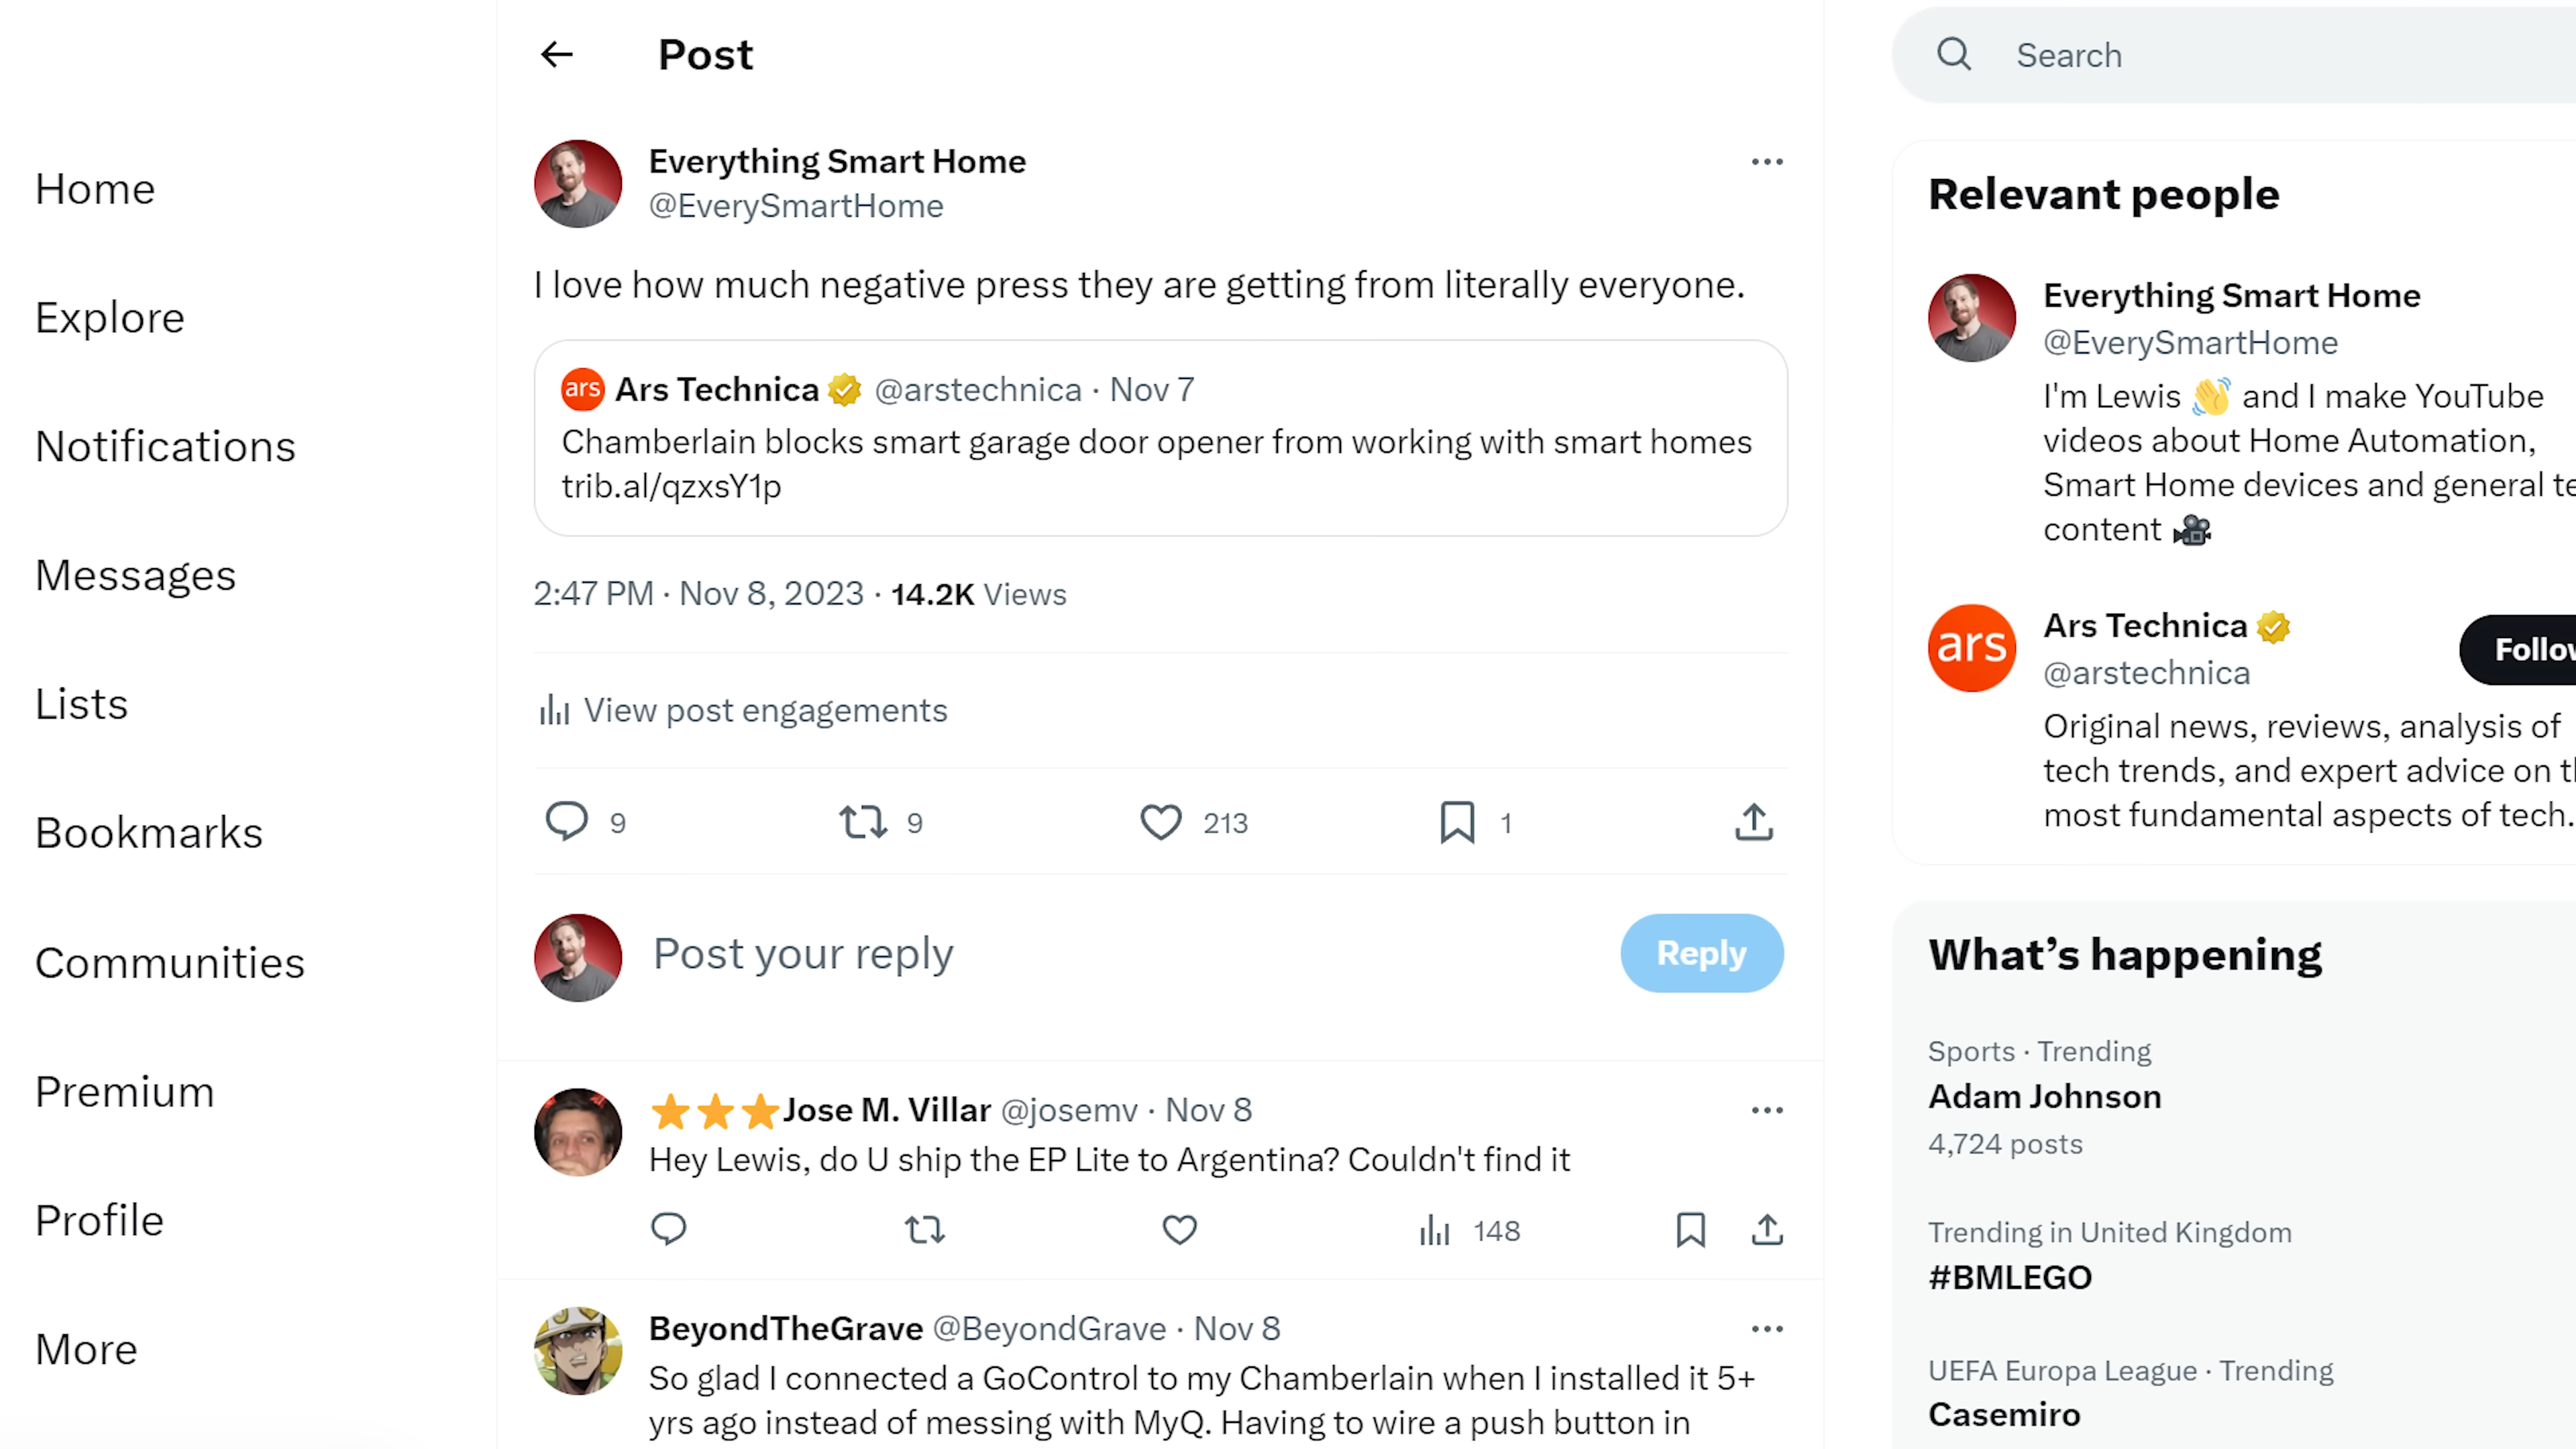 Home
Explore
Notifications
Messages
Lists
Bookmarks
Communities
Premium
Profile
More
Post
Everything Smart Home
@EverySmartHome
I love how much negative press they are getting from literally everyone.
ars Ars Technica @arstechnica · Nov 7
Chamberlain blocks smart garage door opener from working with smart homes
trib.al/qzxsY1p
2:47 PM · Nov 8, 2023 · 14.2K Views
View post engagements
9 9 213 1
Post your reply Reply
Jose M. Villar @josemv · Nov 8
Hey Lewis, do U ship the EP Lite to Argentina? Couldn't find it
148
BeyondTheGrave @BeyondGrave · Nov 8
So glad I connected a GoControl to my Chamberlain when I installed it 5+
yrs ago instead of messing with MyQ. Having to wire a push button in
Search
Relevant people
Everything Smart Home
@EverySmartHome
I'm Lewis 👋 and I make YouTube
videos about Home Automation,
Smart Home devices and general te
content 🎥
ars Ars Technica
Follow
@arstechnica
Original news, reviews, analysis of
tech trends, and expert advice on th
most fundamental aspects of tech.
What's happening
Sports · Trending
Adam Johnson
4,724 posts
Trending in United Kingdom
#BMLEGO
UEFA Europa League · Trending
Casemiro